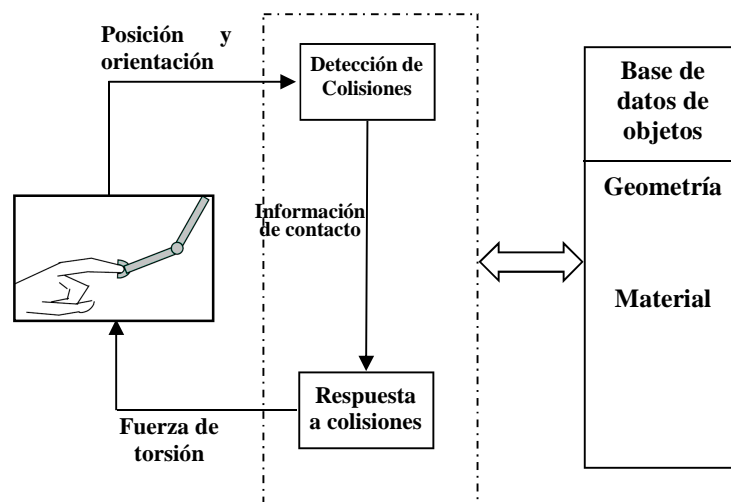 Posición y
orientación
Detección de
Colisiones
Información
de contacto
Respuesta
a colisiones
Fuerza de
torsión
Base de
datos de
objetos
Geometría
Material